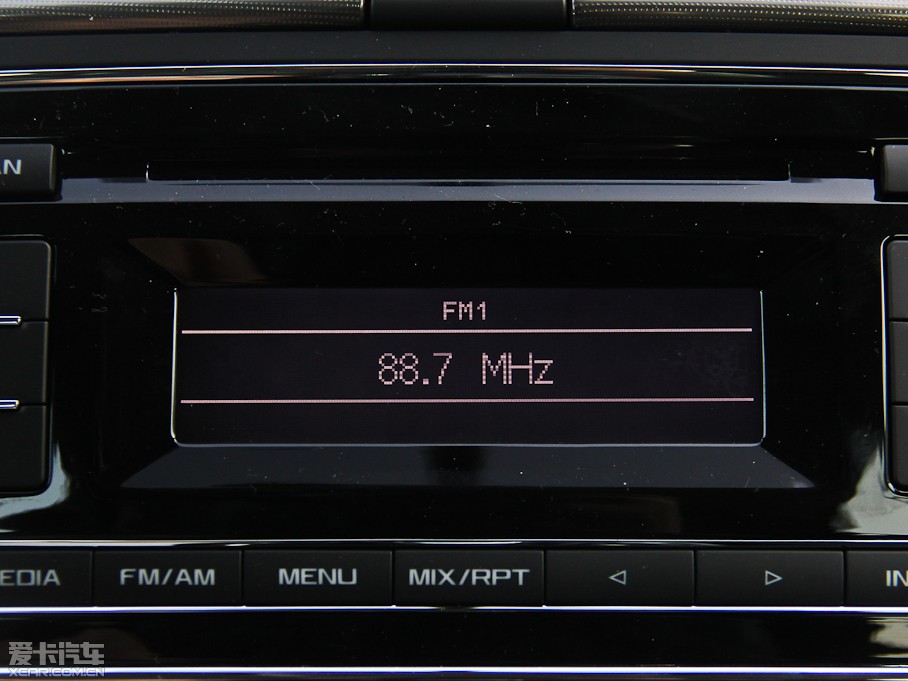 AN
FM1
88.7 MHz
EDIA FM/AM MENU MIX/RPT ◁ ▷ IN
爱卡汽车
XCAR.COM.CN